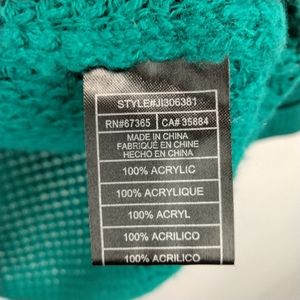 STYLE#JI306381
RN#67365 CA# 35884
MADE IN CHINA
FABRIQUÉ EN CHINE
HECHO EN CHINA
100% ACRYLIC
100% ACRYLIQUE
100% ACRYL
100% ACRILICO
100% ACRILICO